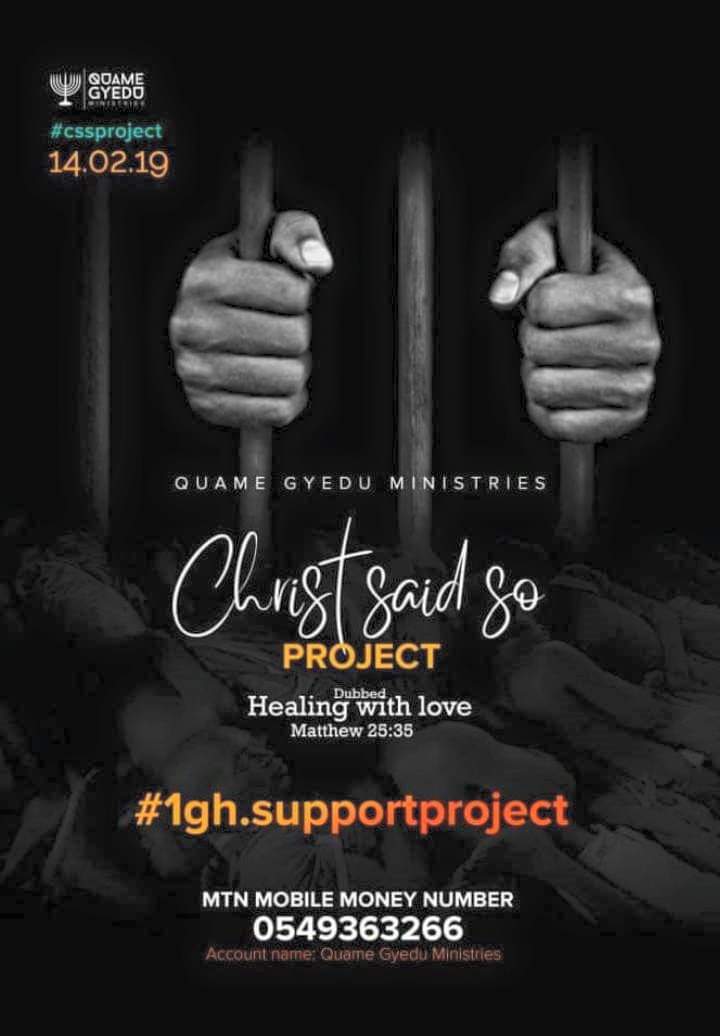 QUAME
GYEDU
MINISTRIES
#cssproject
14.02.19
QUAME GYEDU MINISTRIES
Christ said so
PROJECT
Dubbed
Healing with love
Matthew 25:35
#1gh.supportproject
MTN MOBILE MONEY NUMBER
0549363266
Account name: Quame Gyedu Ministries